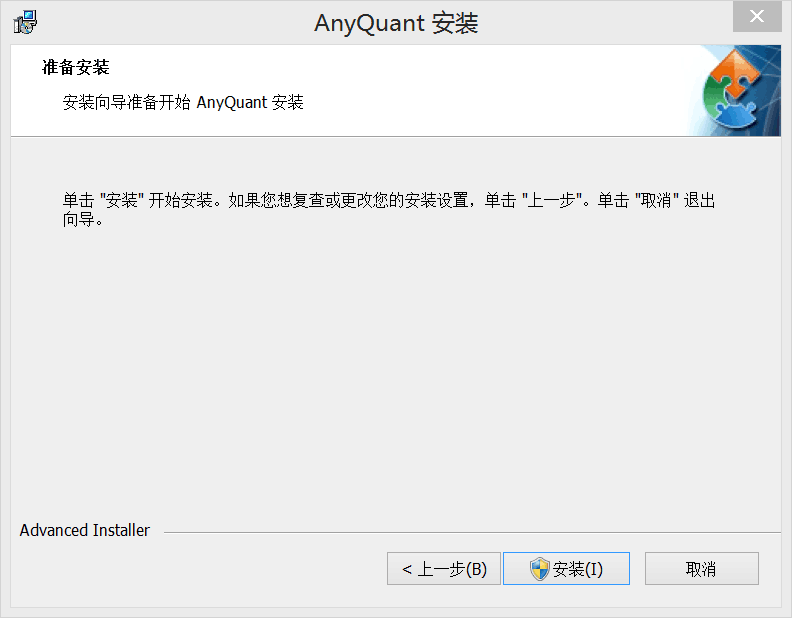 AnyQuant 安装
准备安装
安装向导准备开始 AnyQuant 安装
单击 "安装" 开始安装。如果您想复查或更改您的安装设置，单击 "上一步"。单击 "取消" 退出
向导。
Advanced Installer
< 上一步(B)
安装(I)
取消